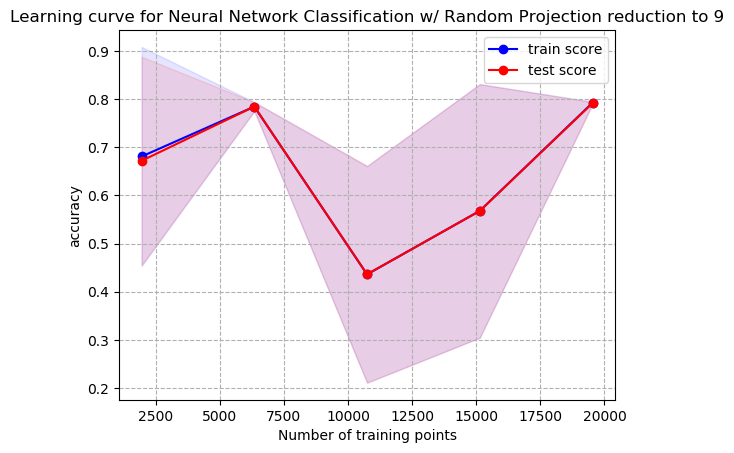 Learning curve for Neural Network Classification w/ Random Projection reduction to 9
train score
test score
accuracy
0.9
0.8
0.7
0.6
0.5
0.4
0.3
0.2
2500 5000 7500 10000 12500 15000 17500 20000
Number of training points